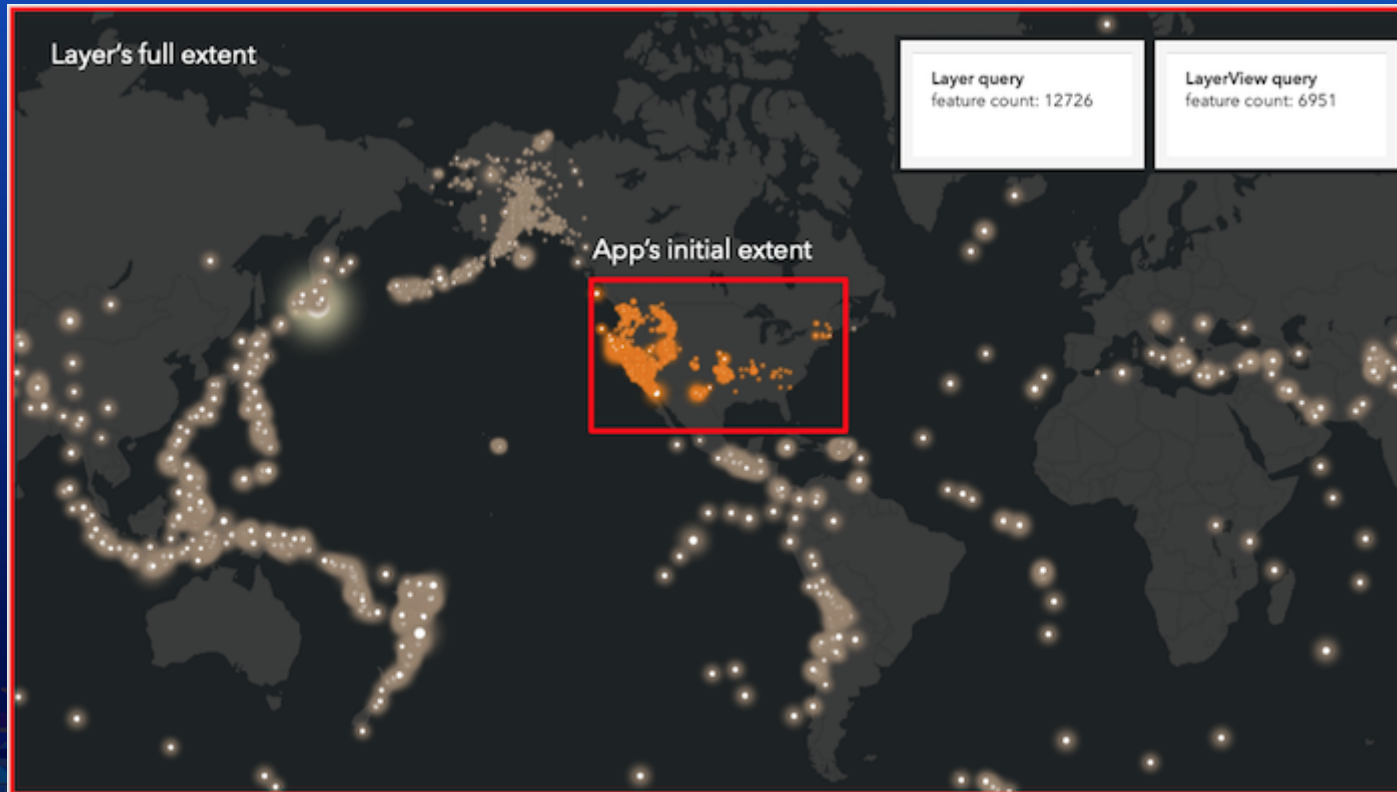 Layer's full extent
Layer query
feature count: 12726
LayerView query
feature count: 6951
App's initial extent